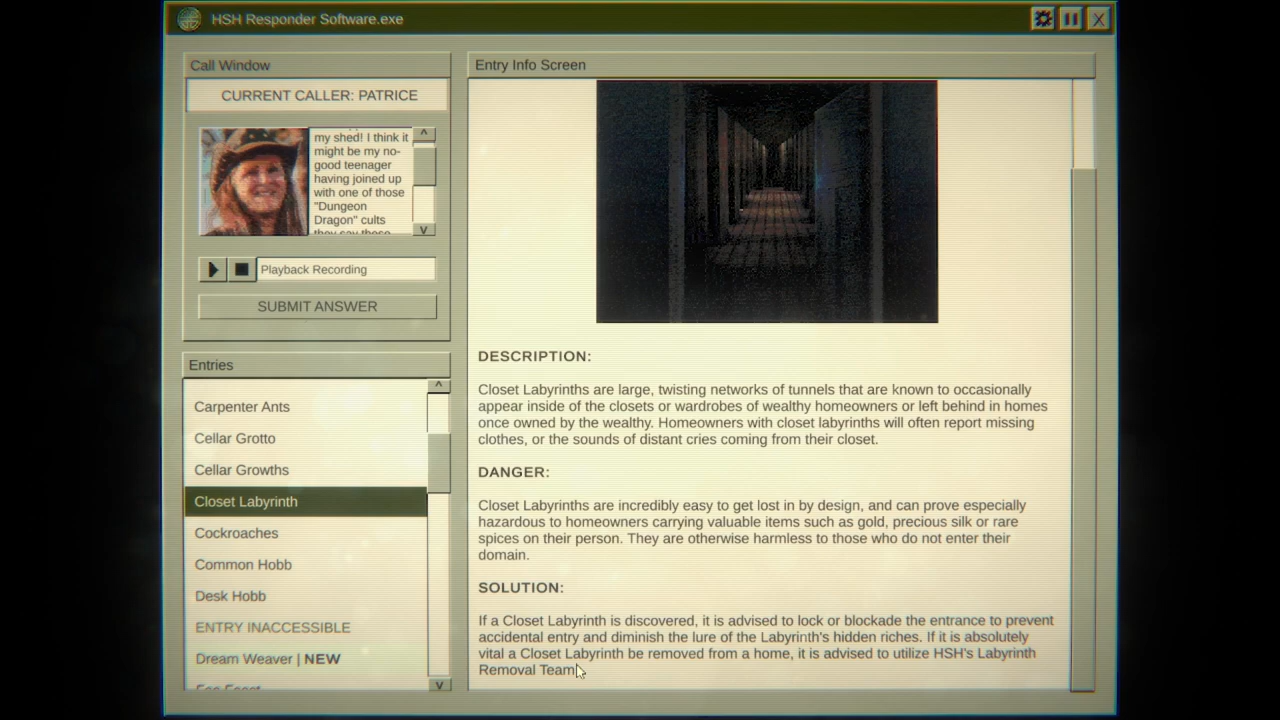 HSH Responder Software.exe
X
Call Window
Entry Info Screen
CURRENT CALLER: PATRICE
my shed! I think it
might be my no-
good teenager
having joined up
with one of those
"Dungeon
Dragon" cults
they say those
Playback Recording
SUBMIT ANSWER
Entries
Carpenter Ants
Cellar Grotto
Cellar Growths
Closet Labyrinth
Cockroaches
Common Hobb
Desk Hobb
ENTRY INACCESSIBLE
Dream Weaver | NEW
DESCRIPTION:
Closet Labyrinths are large, twisting networks of tunnels that are known to occasionally
appear inside of the closets or wardrobes of wealthy homeowners or left behind in homes
once owned by the wealthy. Homeowners with closet labyrinths will often report missing
clothes, or the sounds of distant cries coming from their closet.
DANGER:
Closet Labyrinths are incredibly easy to get lost in by design, and can prove especially
hazardous to homeowners carrying valuable items such as gold, precious silk or rare
spices on their person. They are otherwise harmless to those who do not enter their
domain.
SOLUTION:
If a Closet Labyrinth is discovered, it is advised to lock or blockade the entrance to prevent
accidental entry and diminish the lure of the Labyrinth's hidden riches. If it is absolutely
vital a Closet Labyrinth be removed from a home, it is advised to utilize HSH's Labyrinth
Removal Team